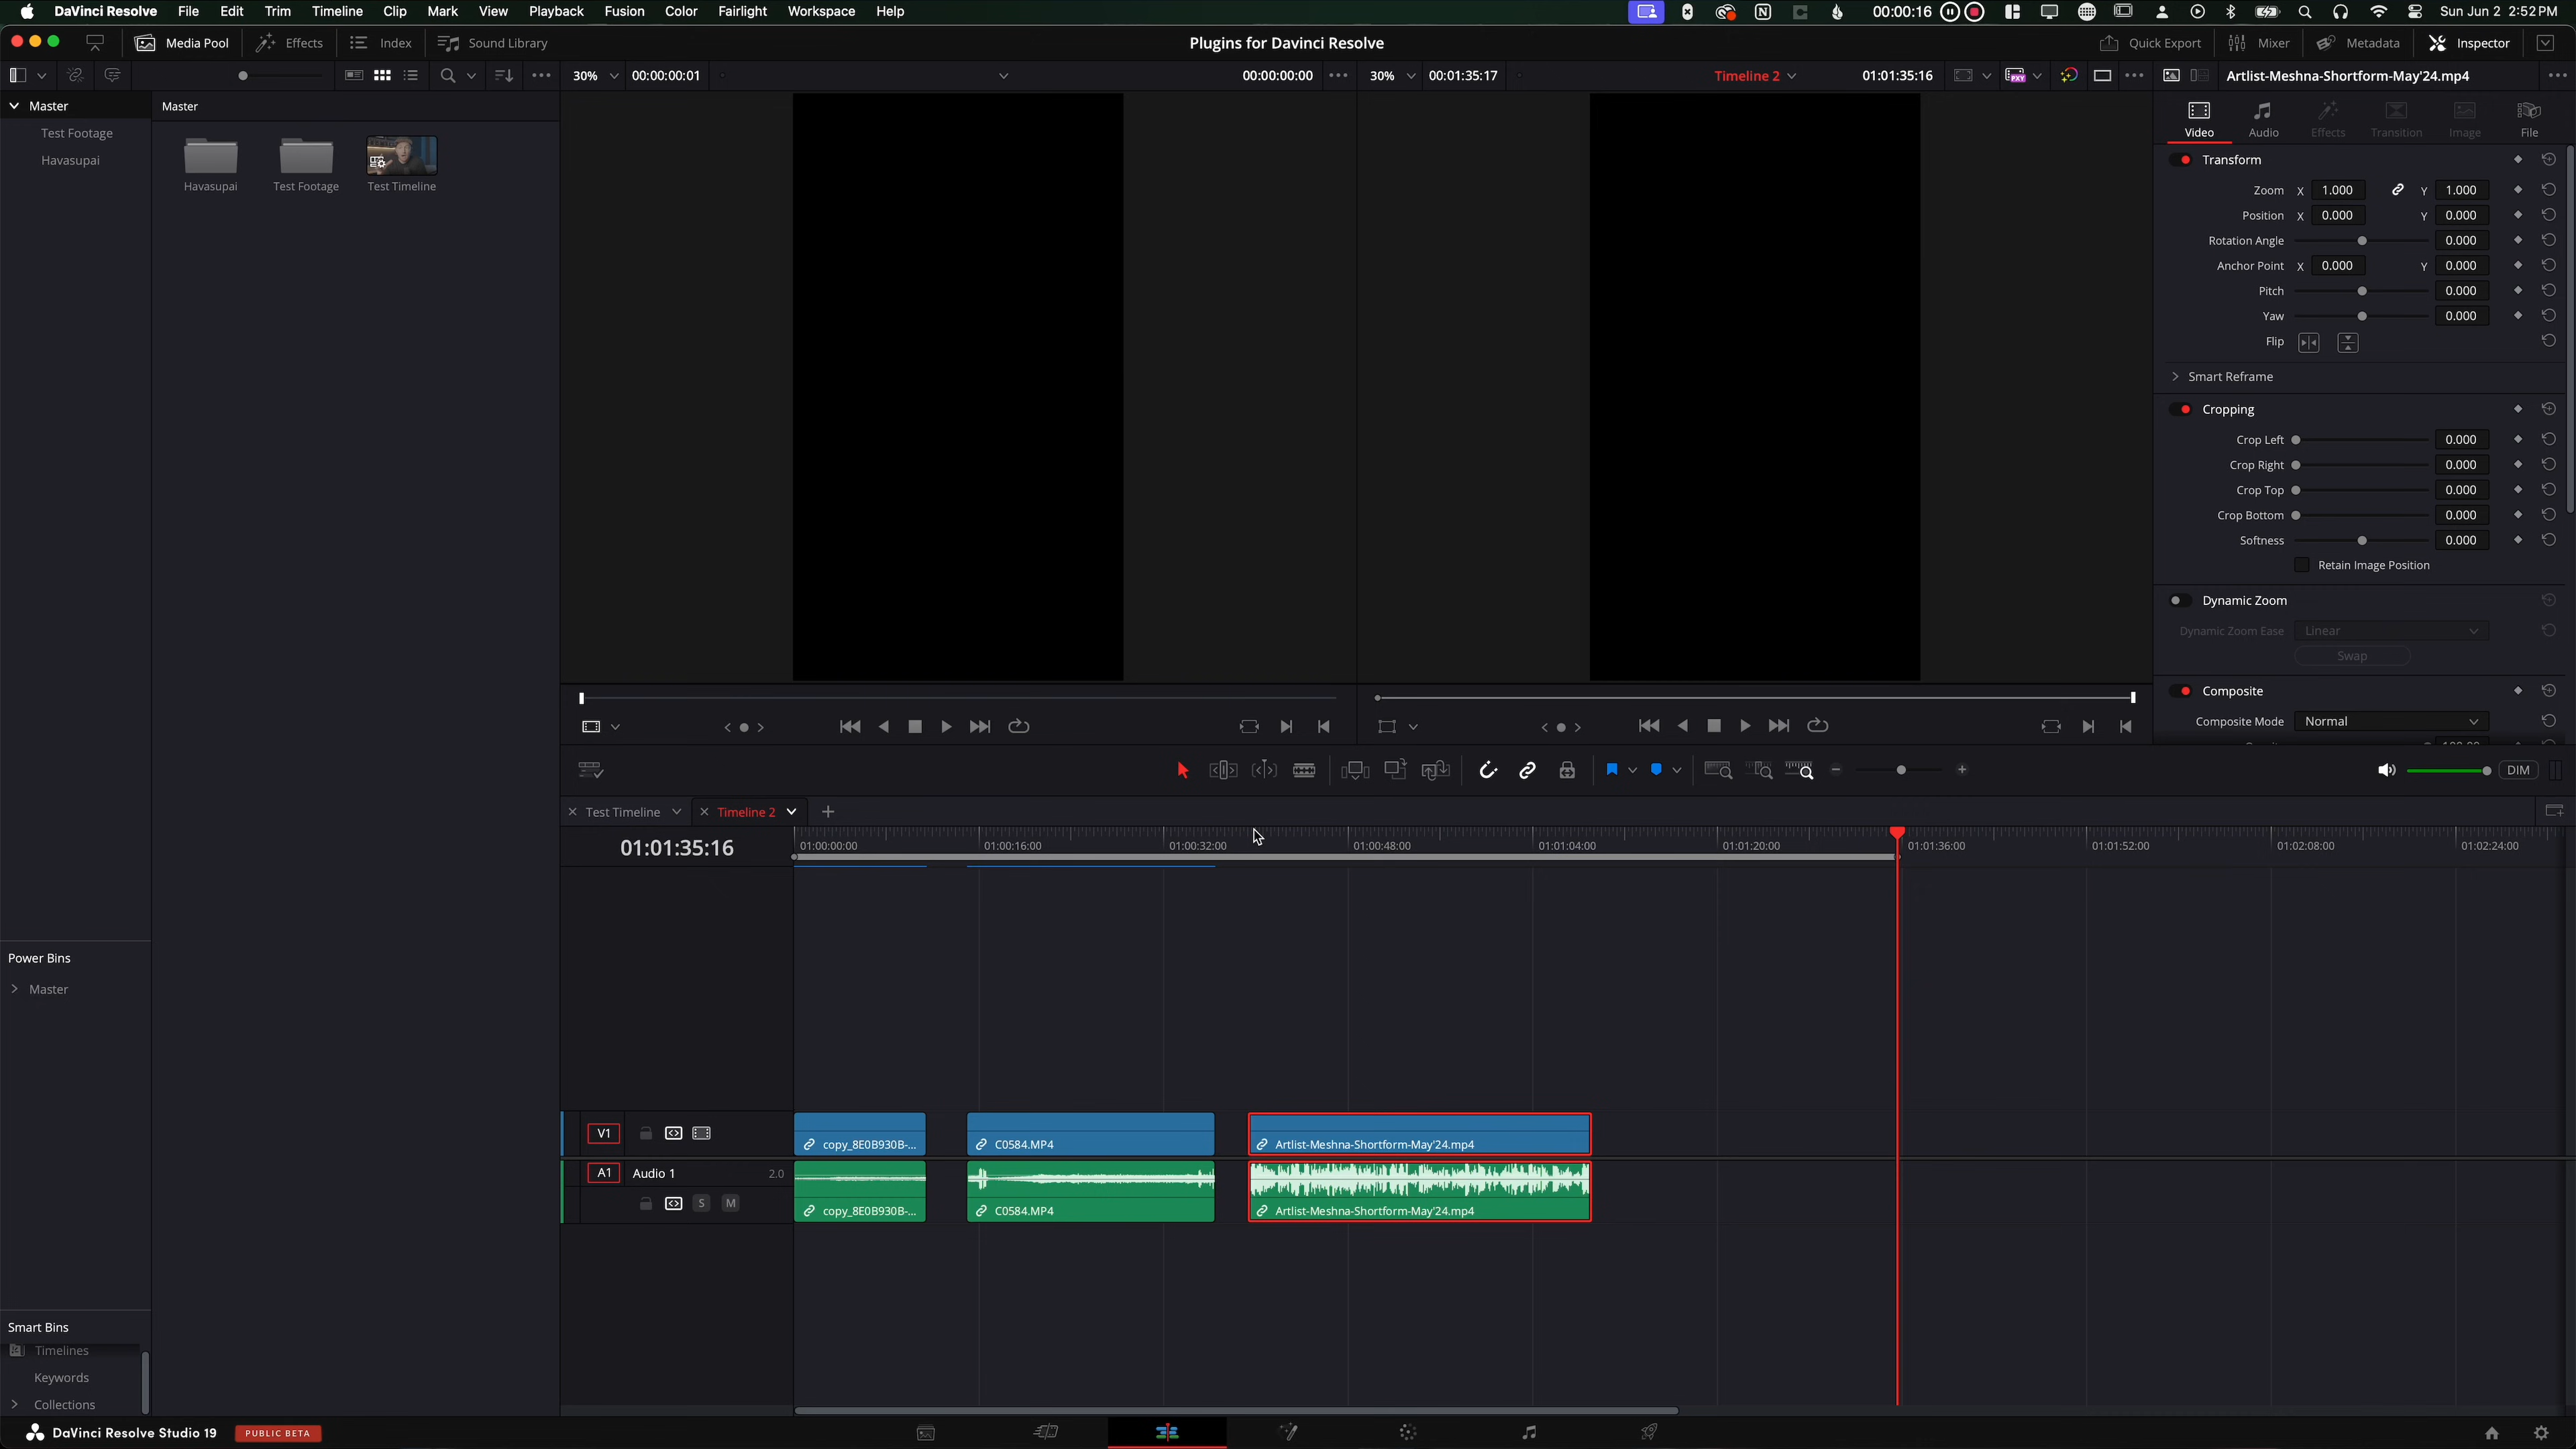 DaVinci Resolve File Edit Trim Timeline Clip Mark View Playback Fusion Color Fairlight Workspace Help 00:00:16 Sun Jun 2 2:52 PM
Media Pool Effects Index Sound Library Plugins for Davinci Resolve Quick Export Mixer Metadata Inspector
30% 00:00:00:01 00:00:00:00 30% 00:01:35:17 Timeline 2 01:01:35:16 Artlist-Meshna-Shortform-May'24.mp4
Master
Test Footage
Havasupai
Master
Havasupai Test Footage Test Timeline
Video Audio Effects Transition Image File
Transform
Zoom X 1.000 Y 1.000
Position X 0.000 Y 0.000
Rotation Angle 0.000
Anchor Point X 0.000 Y 0.000
Pitch 0.000
Yaw 0.000
Flip
Smart Reframe
Cropping
Crop Left 0.000
Crop Right 0.000
Crop Top 0.000
Crop Bottom 0.000
Softness 0.000
Retain Image Position
Dynamic Zoom
Dynamic Zoom Ease Linear
Swap
Composite
Composite Mode Normal
DIM
Test Timeline Timeline 2
01:01:35:16 01:00:00:00 01:00:16:00 01:00:32:00 01:00:48:00 01:01:04:00 01:01:20:00 01:01:36:00 01:01:52:00 01:02:08:00 01:02:24:00
V1 copy_8E0B930B-... C0584.MP4 Artlist-Meshna-Shortform-May'24.mp4
A1 Audio 1 2.0
S M copy_8E0B930B-... C0584.MP4 Artlist-Meshna-Shortform-May'24.mp4
Power Bins
Master
Smart Bins
Timelines
Keywords
Collections
DaVinci Resolve Studio 19 PUBLIC BETA